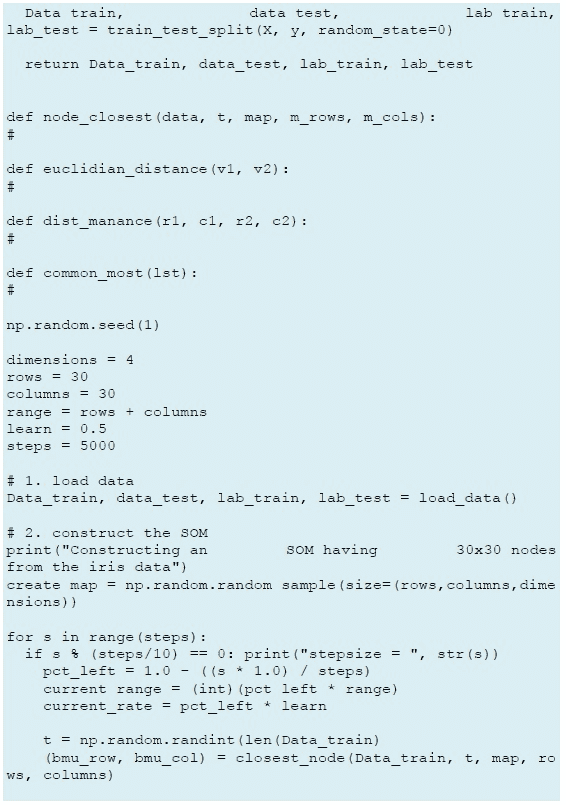 Data train, data test, lab train,
lab_test = train_test_split(X, y, random_state=0)
return Data_train, data_test, lab_train, lab_test
def node_closest(data, t, map, m_rows, m_cols):
#
def euclidian_distance(v1, v2):
#
def dist_manance(r1, c1, r2, c2):
#
def common_most(lst):
#
np.random.seed(1)
dimensions = 4
rows = 30
columns = 30
range = rows + columns
learn = 0.5
steps = 5000
# 1. load data
Data_train, data_test, lab_train, lab_test = load_data()
# 2. construct the SOM
print("Constructing an SOM having 30x30 nodes
from the iris data")
create map = np.random.random sample(size=(rows,columns,dime
nsions))
for s in range(steps):
if s % (steps/10) == 0: print("stepsize = ", str(s))
pct_left = 1.0 - ((s * 1.0) / steps)
current range = (int)(pct left * range)
current_rate = pct_left * learn
t = np.random.randint(len(Data_train)
(bmu_row, bmu_col) = closest_node(Data_train, t, map, ro
ws, columns)